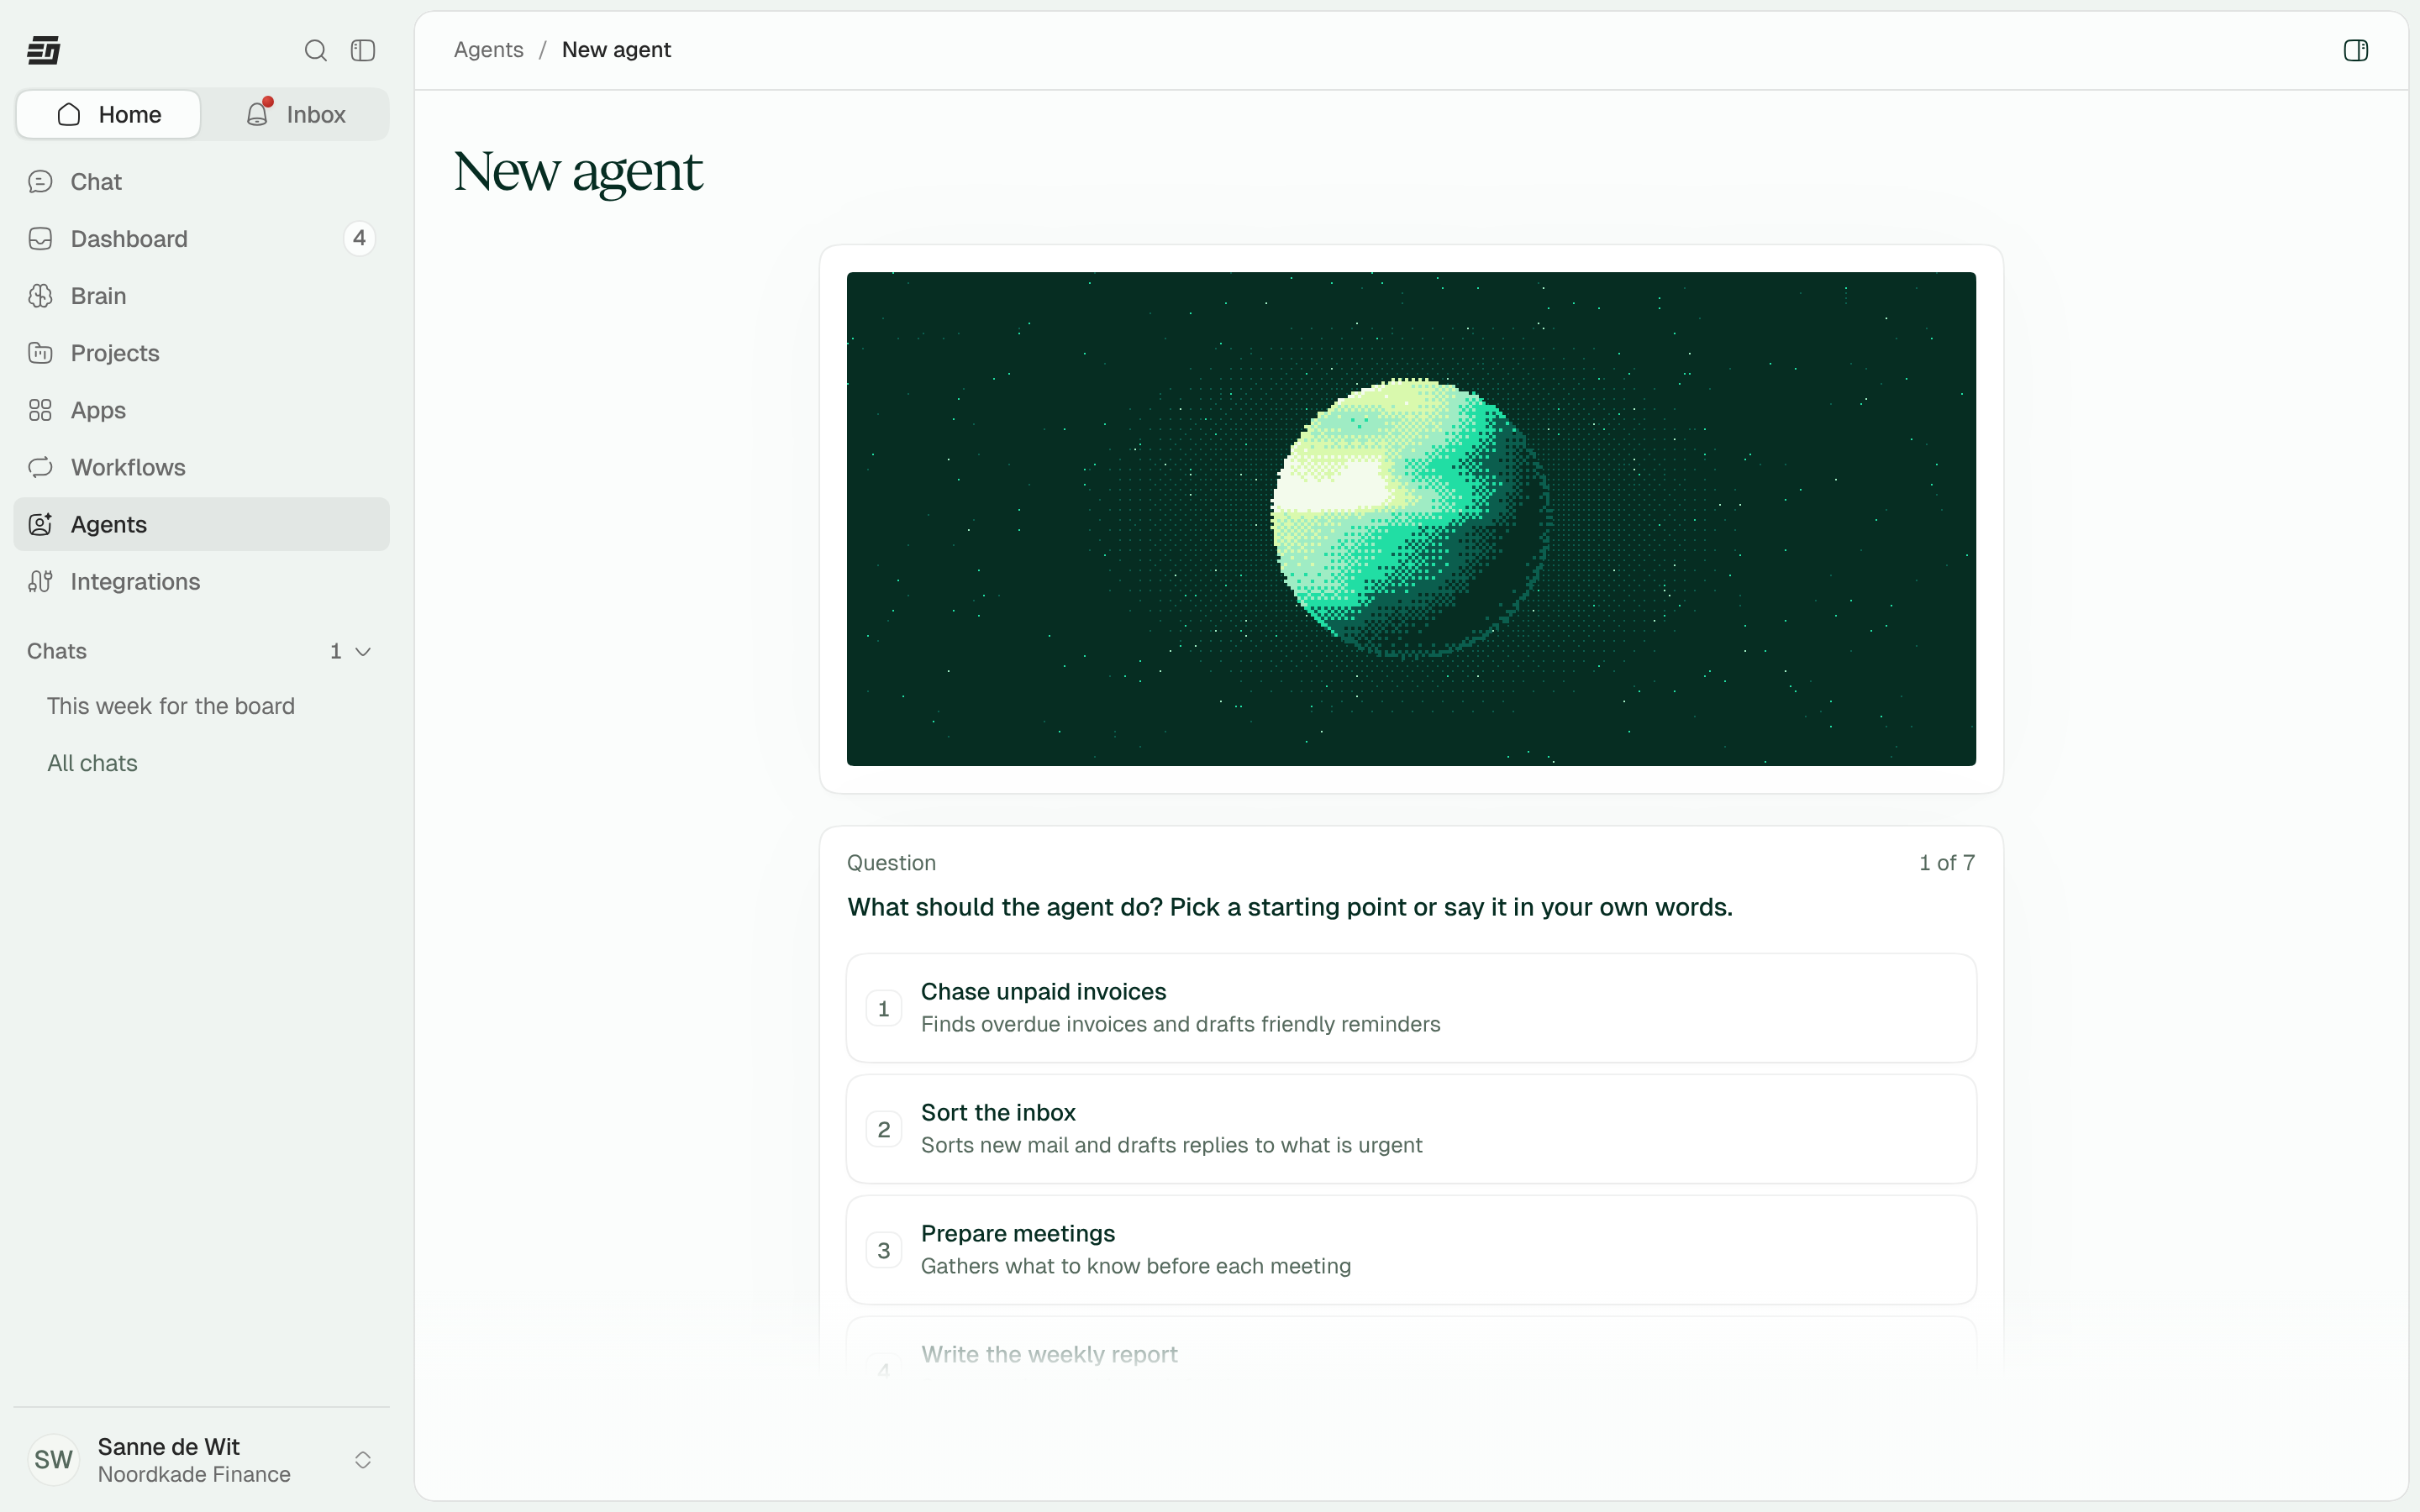 Home
Inbox
Chat
Dashboard
4
Brain
Projects
Apps
Workflows
Agents
Integrations
Chats
1
This week for the board
All chats
SW
Sanne de Wit
Noordkade Finance
Agents / New agent
New agent
Question
1 of 7
What should the agent do? Pick a starting point or say it in your own words.
1
Chase unpaid invoices
Finds overdue invoices and drafts friendly reminders
2
Sort the inbox
Sorts new mail and drafts replies to what is urgent
3
Prepare meetings
Gathers what to know before each meeting
4
Write the weekly report